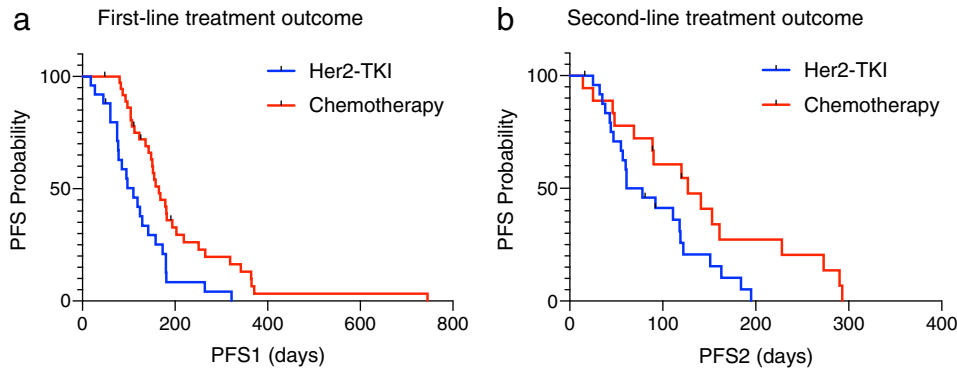 a First-line treatment outcome
PFS Probability
100
50
0
Her2-TKI
Chemotherapy
0 200 400 600 800
PFS1 (days)
b Second-line treatment outcome
PFS Probability
100
50
0
Her2-TKI
Chemotherapy
0 100 200 300 400
PFS2 (days)